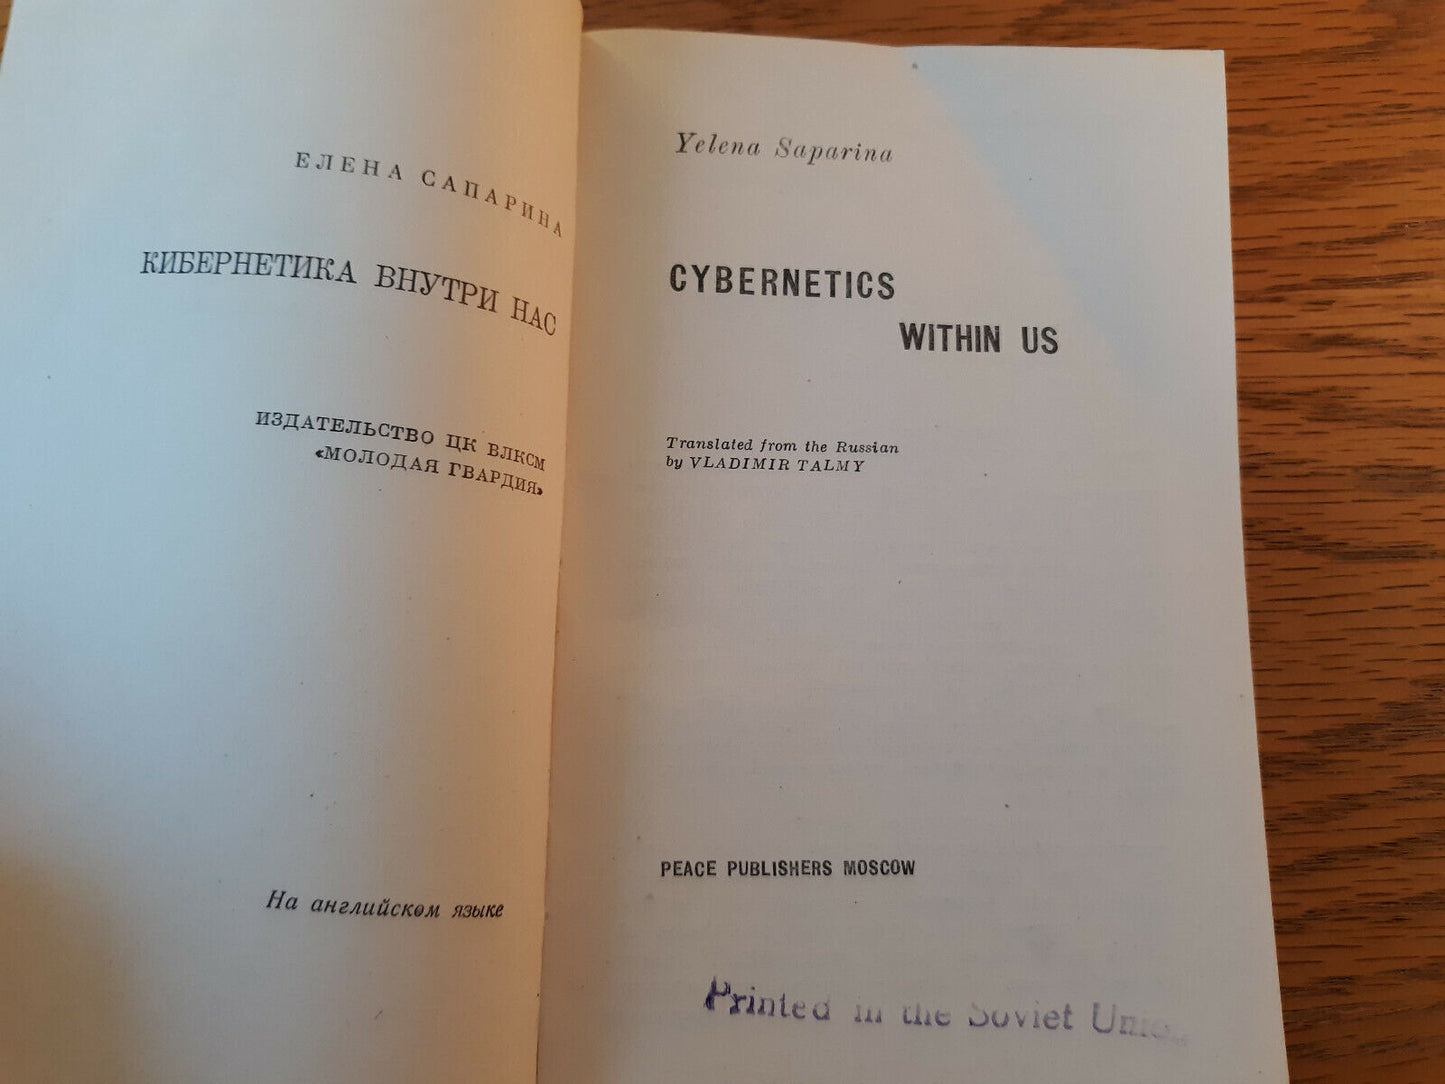 ЕЛЕНА САПАРИНА
КИБЕРНЕТИКА ВНУТРИ НАС
ИЗДАТЕЛЬСТВО ЦК ВЛКСМ
«МОЛОДАЯ ГВАРДИЯ»
На английском языке
Yelena Saparina
CYBERNETICS
WITHIN US
Translated from the Russian
by VLADIMIR TALMY
PEACE PUBLISHERS MOSCOW
Printed in the Soviet Union